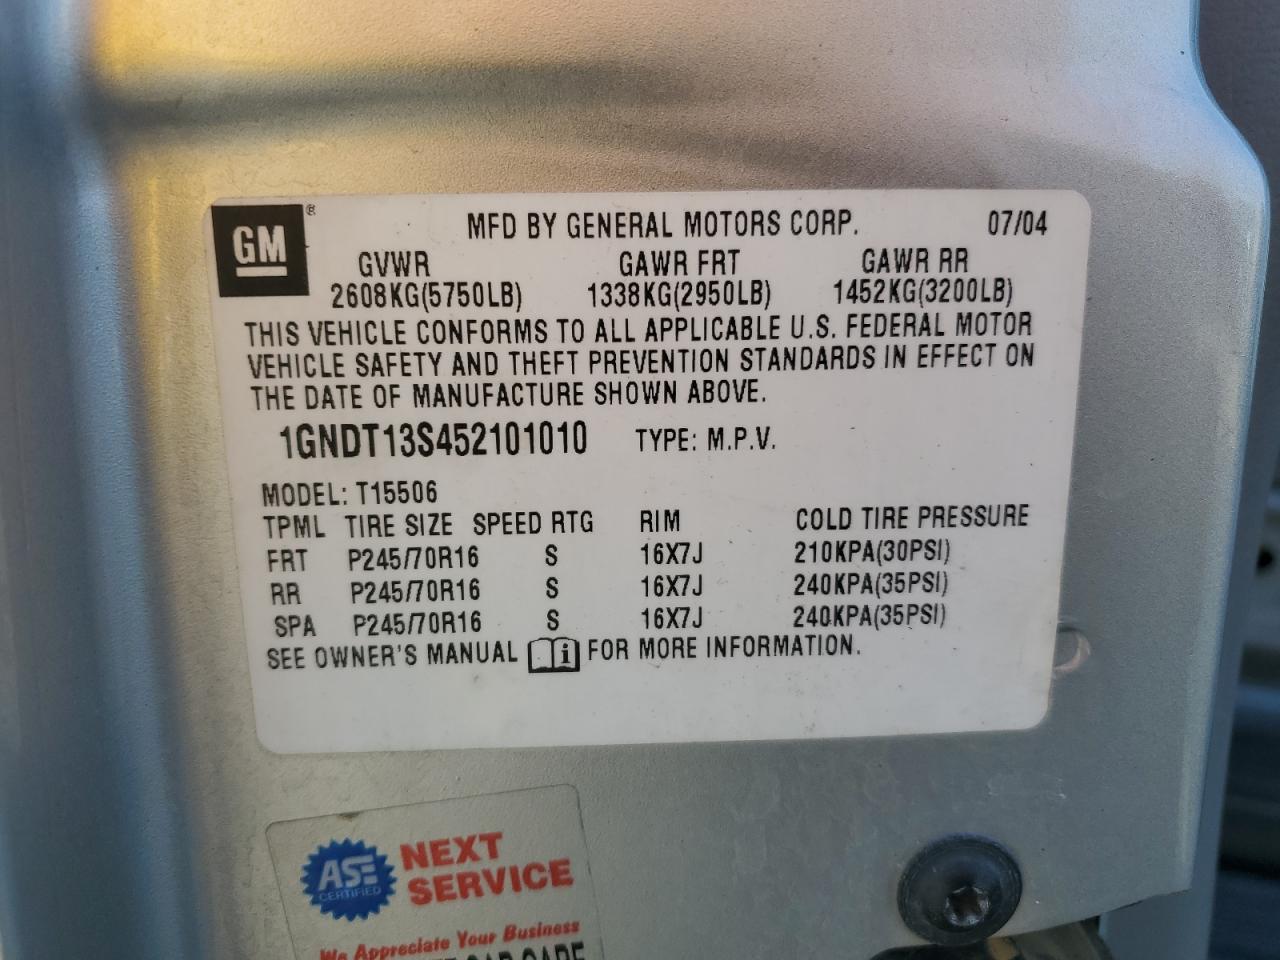 GM ® MFD BY GENERAL MOTORS CORP. 07/04
GVWR GAWR FRT GAWR RR
2608KG(5750LB) 1338KG(2950LB) 1452KG(3200LB)
THIS VEHICLE CONFORMS TO ALL APPLICABLE U.S. FEDERAL MOTOR
VEHICLE SAFETY AND THEFT PREVENTION STANDARDS IN EFFECT ON
THE DATE OF MANUFACTURE SHOWN ABOVE.
1GNDT13S452101010 TYPE: M.P.V.
MODEL: T15506
TPML TIRE SIZE SPEED RTG RIM COLD TIRE PRESSURE
FRT P245/70R16 S 16X7J 210KPA(30PSI)
RR P245/70R16 S 16X7J 240KPA(35PSI)
SPA P245/70R16 S 16X7J 240KPA(35PSI)
SEE OWNER'S MANUAL i FOR MORE INFORMATION.
ASE CERTIFIED
NEXT
SERVICE
We Appreciate Your Business
CAR CARE